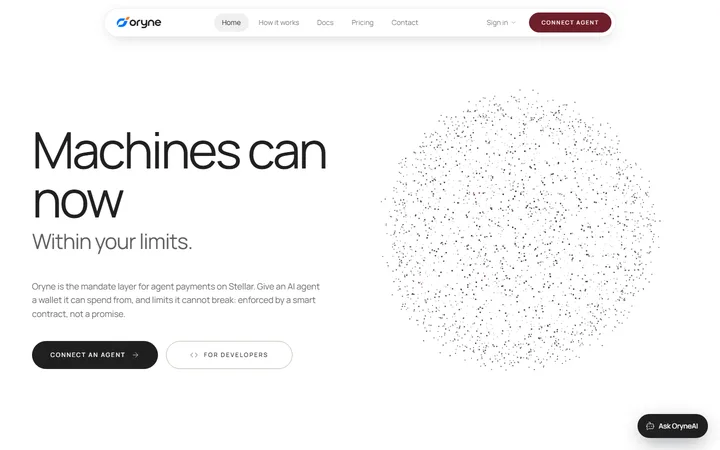 oryne
Home
How it works
Docs
Pricing
Contact
Sign in
CONNECT AGENT
Machines can
now
Within your limits.
Oryne is the mandate layer for agent payments on Stellar. Give an AI agent
a wallet it can spend from, and limits it cannot break: enforced by a smart
contract, not a promise.
CONNECT AN AGENT →
<> FOR DEVELOPERS
Ask OryneAI